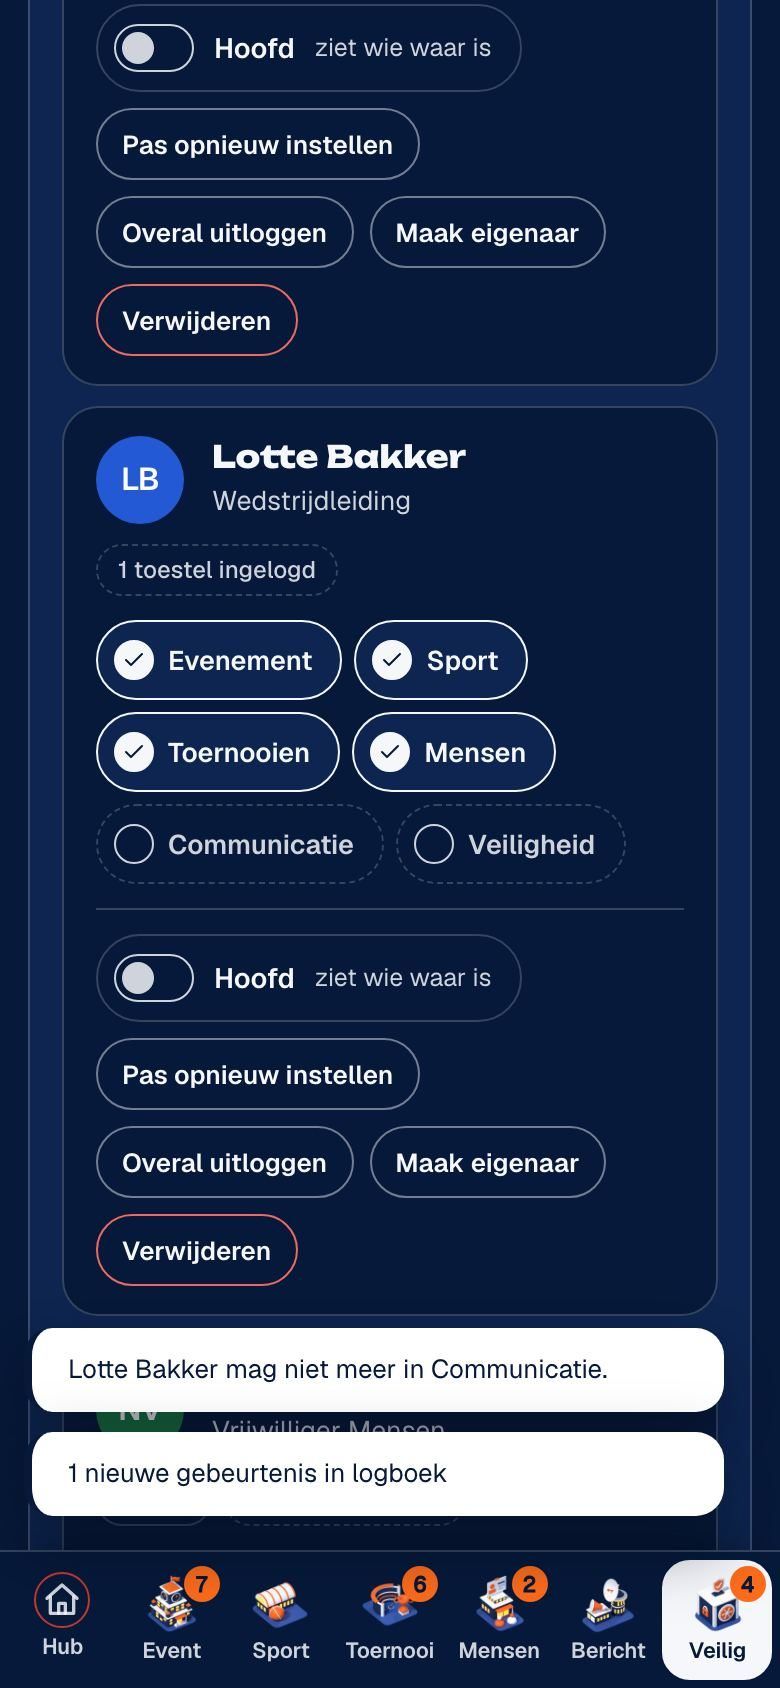 Hoofd ziet wie waar is
Pas opnieuw instellen
Overal uitloggen Maak eigenaar
Verwijderen
LB Lotte Bakker
Wedstrijdleiding
1 toestel ingelogd
Evenement Sport
Toernooien Mensen
Communicatie Veiligheid
Hoofd ziet wie waar is
Pas opnieuw instellen
Overal uitloggen Maak eigenaar
Verwijderen
Lotte Bakker mag niet meer in Communicatie.
NV Vrijwilliger Mensen
1 nieuwe gebeurtenis in logboek
7 6 2 4
Hub Event Sport Toernooi Mensen Bericht Veilig